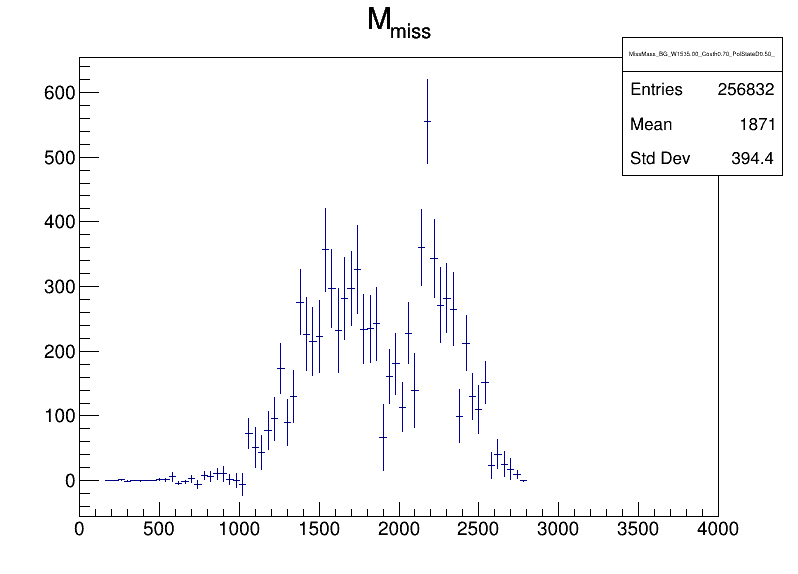 M_miss
MissMass_BG_W1535.00_Costh0.70_PolStateD0.50_
Entries 256832
Mean 1871
Std Dev 394.4
600
500
400
300
200
100
0
0 500 1000 1500 2000 2500 3000 3500 4000